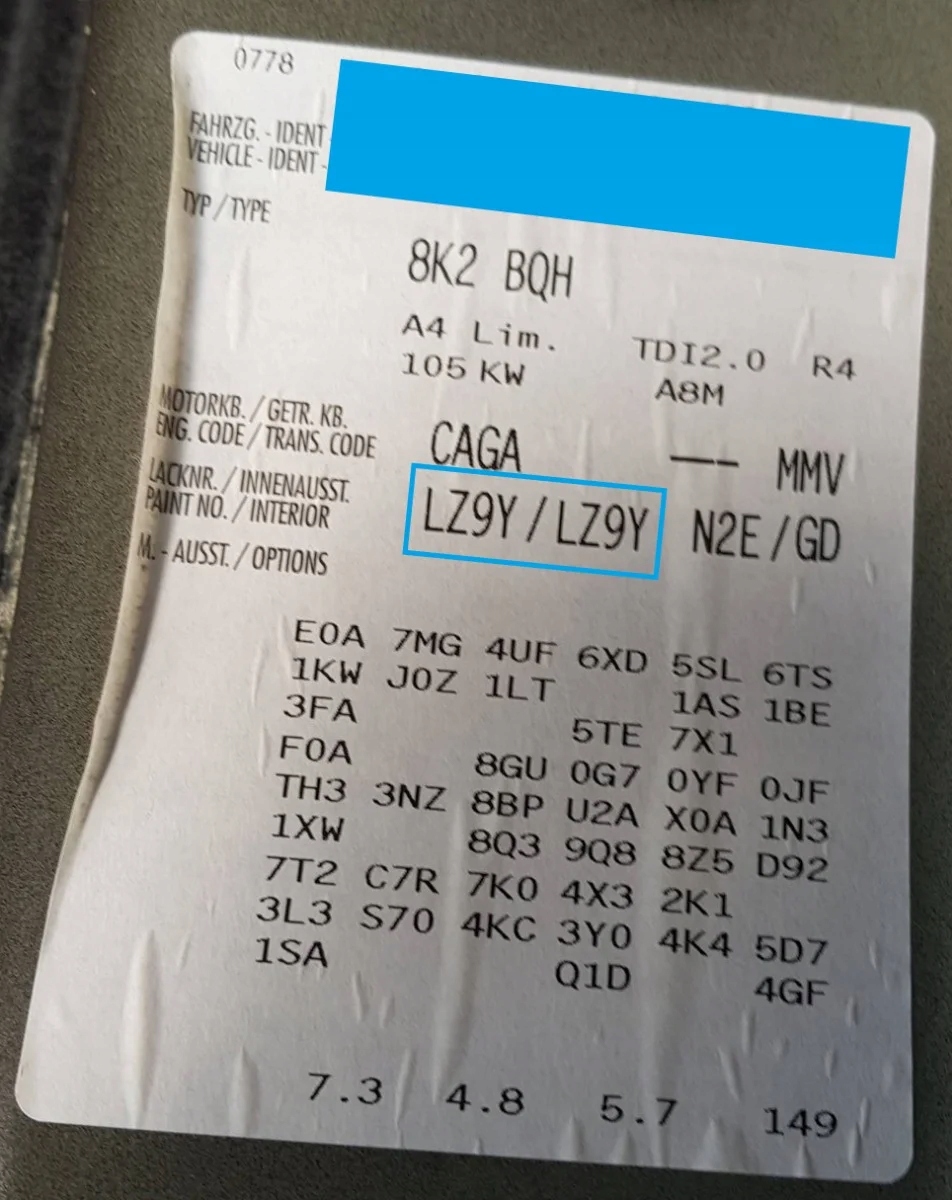 0778
FAHRZG. - IDENT
VEHICLE - IDENT -
TYP / TYPE
8K2 BQH
A4 Lim. TDI2.0 R4
105 KW A8M
MOTORKB. / GETR. KB.
ENG. CODE / TRANS. CODE
CAGA --- MMV
LACKNR. / INNENAUSST.
PAINT NO. / INTERIOR
LZ9Y / LZ9Y N2E / GD
M. - AUSST. / OPTIONS
E0A 7MG 4UF 6XD 5SL 6TS
1KW J0Z 1LT 1AS 1BE
3FA 5TE 7X1
F0A 8GU 0G7 0YF 0JF
TH3 3NZ 8BP U2A X0A 1N3
1XW 8Q3 9Q8 8Z5 D92
7T2 C7R 7K0 4X3 2K1
3L3 S70 4KC 3Y0 4K4 5D7
1SA Q1D 4GF
7.3 4.8 5.7 149